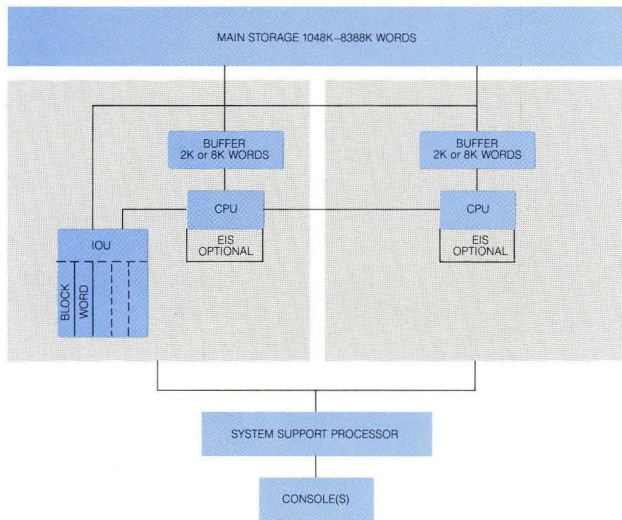 MAIN STORAGE 1048K–8388K WORDS
BUFFER
2K or 8K WORDS
BUFFER
2K or 8K WORDS
CPU
CPU
EIS
OPTIONAL
EIS
OPTIONAL
IOU
BLOCK
WORD
SYSTEM SUPPORT PROCESSOR
CONSOLE(S)